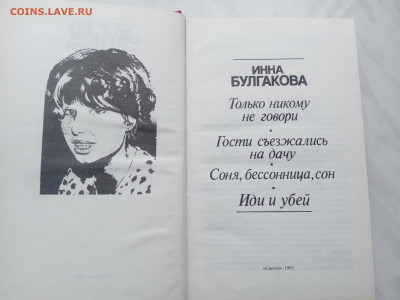 COINS.LAVE.RU
ИННА
БУЛГАКОВА
Только никому
не говори
•
Гости съезжались
на дачу
•
Соня, бессонница, сон
•
Иди и убей